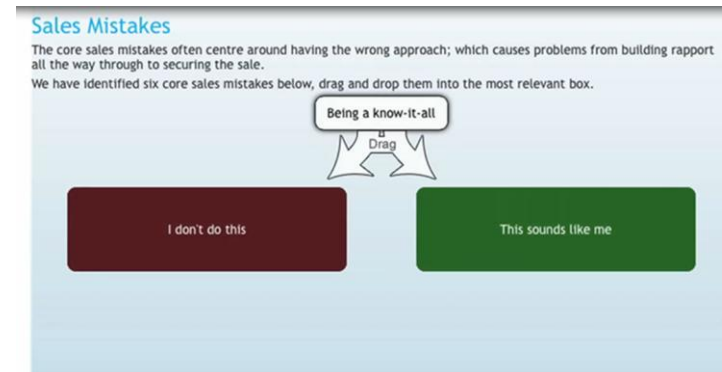 Sales Mistakes
The core sales mistakes often centre around having the wrong approach; which causes problems from building rapport
all the way through to securing the sale.
We have identified six core sales mistakes below, drag and drop them into the most relevant box.
Being a know-it-all
Drag
I don't do this
This sounds like me